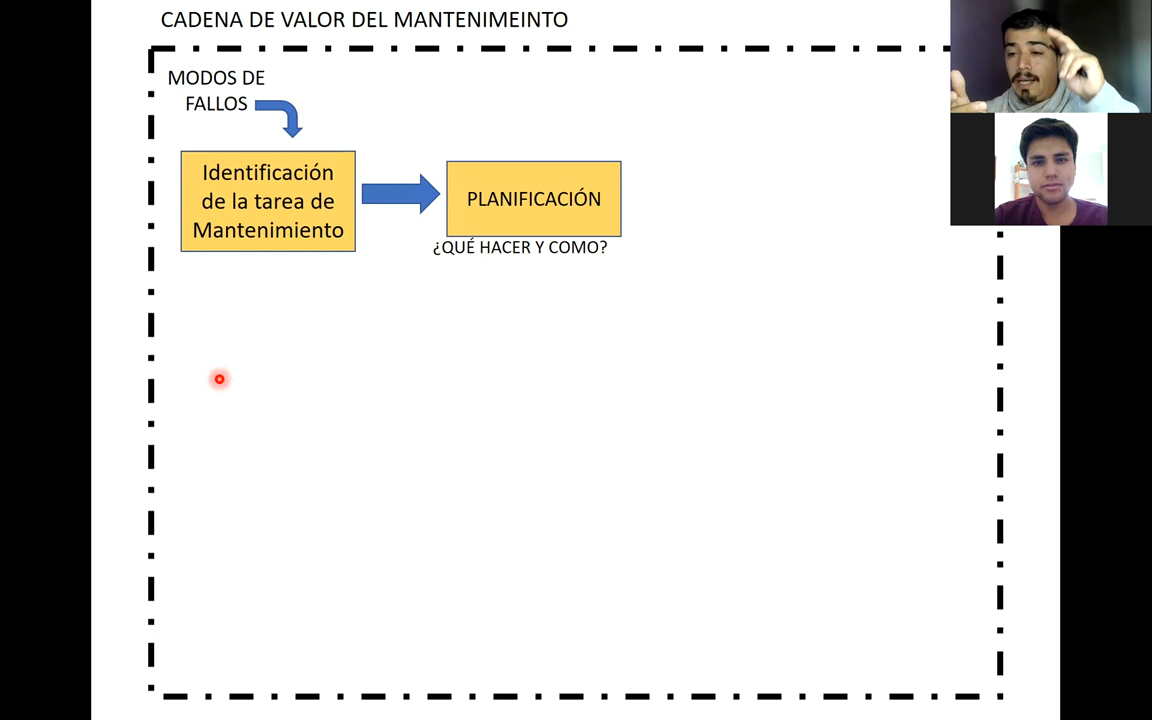 CADENA DE VALOR DEL MANTENIMEINTO
MODOS DE
FALLOS
Identificación
de la tarea de
Mantenimiento
PLANIFICACIÓN
¿QUÉ HACER Y COMO?